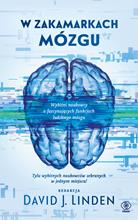 W ZAKAMARKACH
MÓZGU
Wybitni naukowcy
o fascynujących funkcjach
ludzkiego mózgu
Tylu wybitnych naukowców zebranych
w jednym miejscu!
REDAKCJA
DAVID J. LINDEN